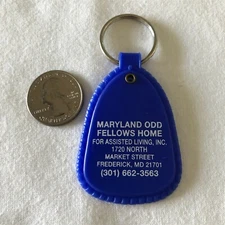 MARYLAND ODD
FELLOWS HOME
FOR ASSISTED LIVING, INC.
1720 NORTH
MARKET STREET
FREDERICK, MD 21701
(301) 662-3563